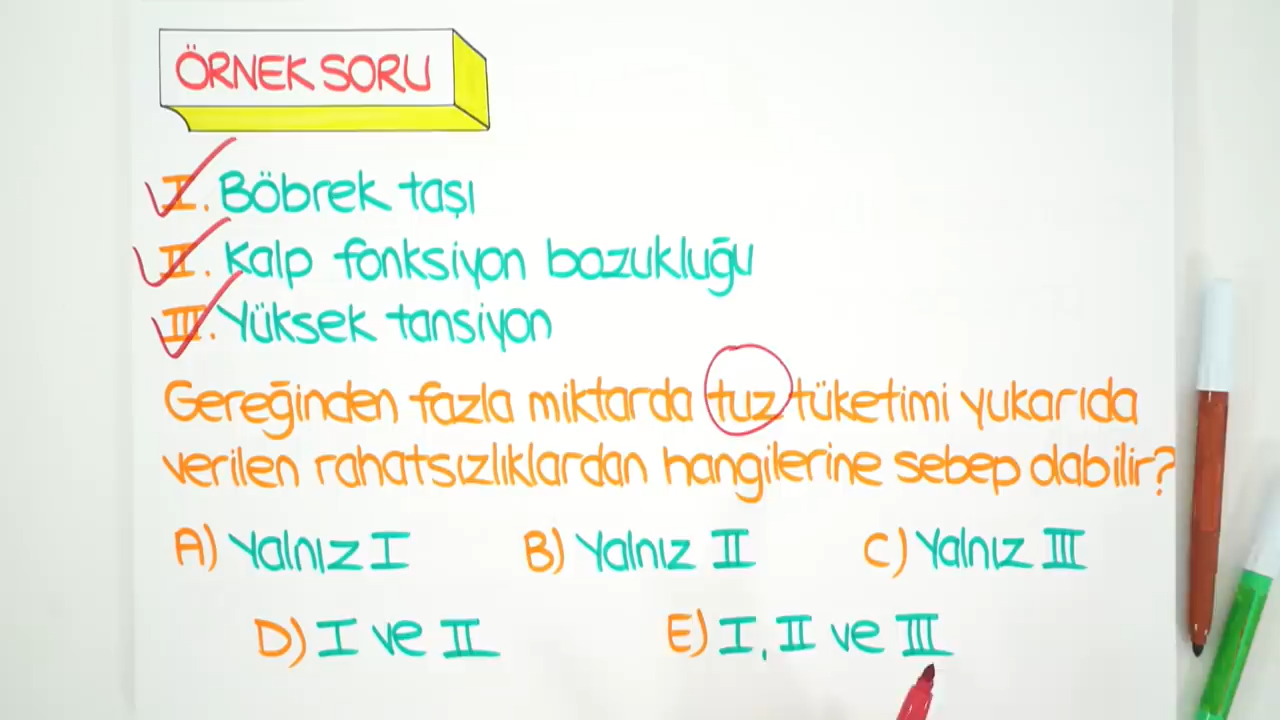 ÖRNEK SORU
I. Böbrek taşı
II. Kalp fonksiyon bozukluğu
III. Yüksek tansiyon
Gereğinden fazla miktarda tuz tüketimi yukarıda
verilen rahatsızlıklardan hangilerine sebep olabilir?
A) Yalnız I B) Yalnız II C) Yalnız III
D) I ve II E) I, II ve III